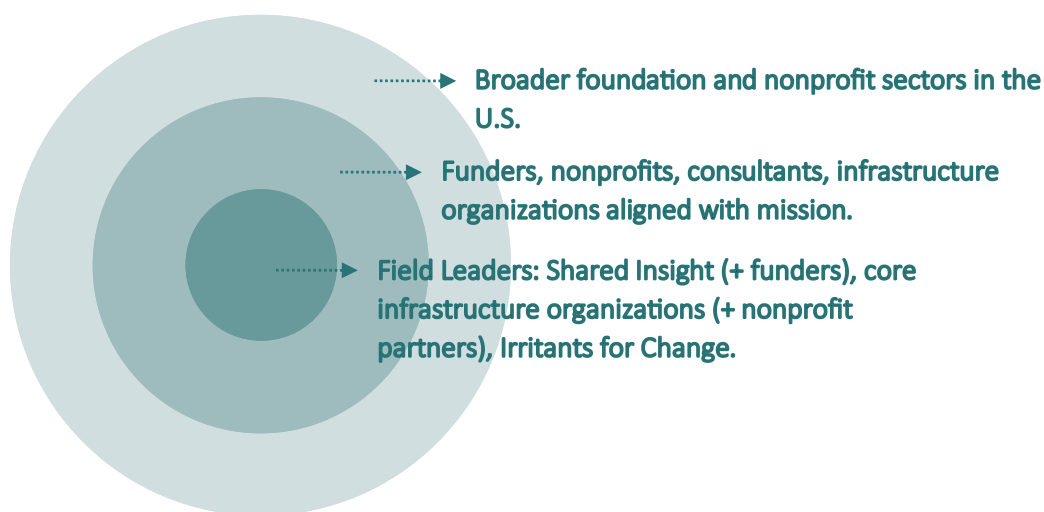 Broader foundation and nonprofit sectors in the
U.S.
Funders, nonprofits, consultants, infrastructure
organizations aligned with mission.
Field Leaders: Shared Insight (+ funders), core
infrastructure organizations (+ nonprofit
partners), Irritants for Change.